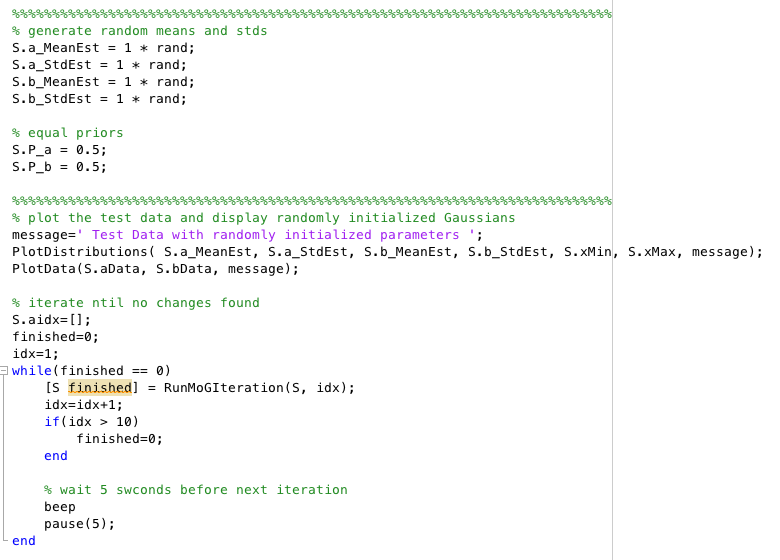 %%%%%%%%%%%%%%%%%%%%%%%%%%%%%%%%%%%%%%%%%%%%%%%%%%%%%%%%%%%%%%%%%%%%%%%%%%%%%
% generate random means and stds
S.a_MeanEst = 1 * rand;
S.a_StdEst = 1 * rand;
S.b_MeanEst = 1 * rand;
S.b_StdEst = 1 * rand;
% equal priors
S.P_a = 0.5;
S.P_b = 0.5;
%%%%%%%%%%%%%%%%%%%%%%%%%%%%%%%%%%%%%%%%%%%%%%%%%%%%%%%%%%%%%%%%%%%%%%%%%%%%%
% plot the test data and display randomly initialized Gaussians
message=' Test Data with randomly initialized parameters ';
PlotDistributions( S.a_MeanEst, S.a_StdEst, S.b_MeanEst, S.b_StdEst, S.xMin, S.xMax, message);
PlotData(S.aData, S.bData, message);
% iterate ntil no changes found
S.aidx=[];
finished=0;
idx=1;
while(finished == 0)
    [S finished] = RunMoGIteration(S, idx);
    idx=idx+1;
    if(idx > 10)
        finished=0;
    end
    % wait 5 swconds before next iteration
    beep
    pause(5);
end